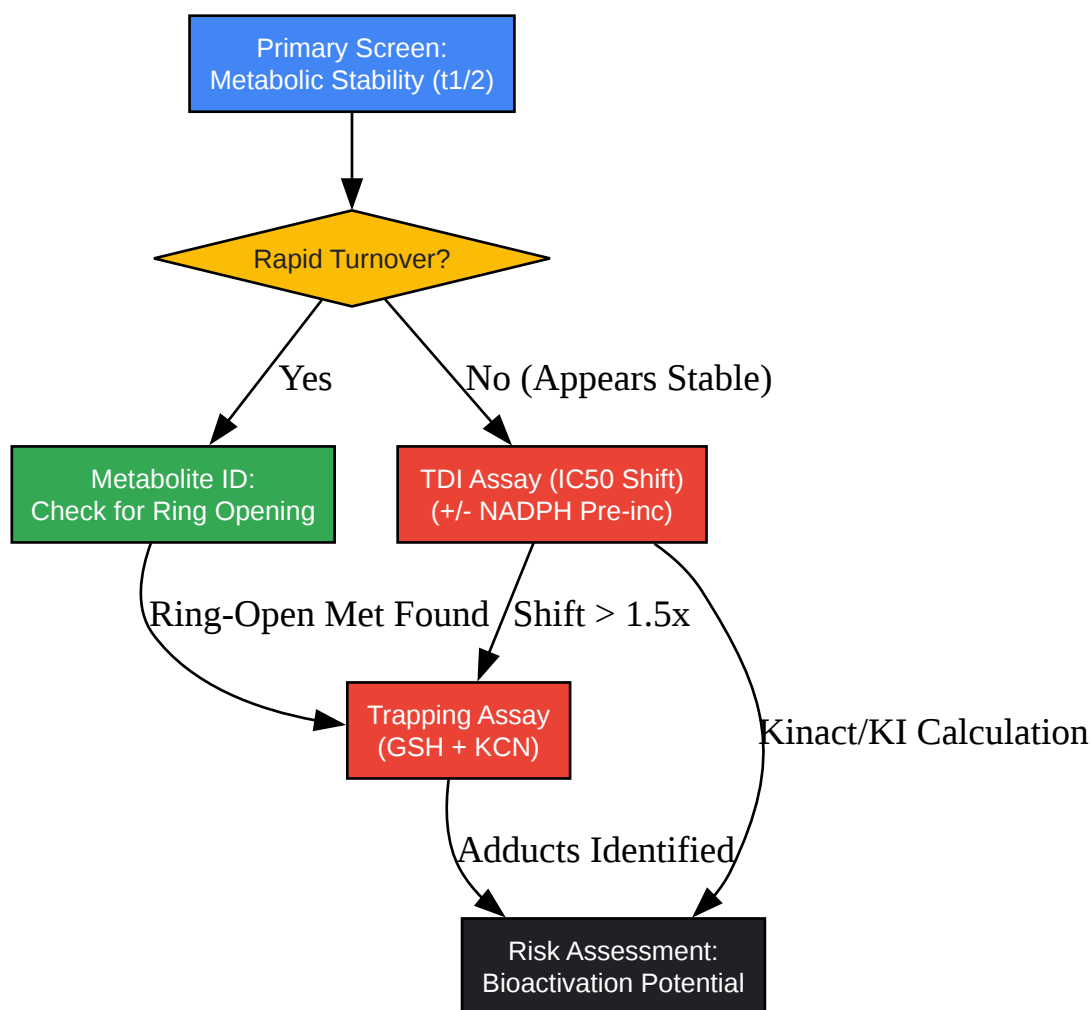 Primary Screen:
Metabolic Stability (t1/2)
Rapid Turnover?
Yes
No (Appears Stable)
Metabolite ID:
Check for Ring Opening
TDI Assay (IC50 Shift)
(+/- NADPH Pre-inc)
Ring-Open Met Found
Shift > 1.5x
Trapping Assay
(GSH + KCN)
Kinact/KI Calculation
Adducts Identified
Risk Assessment:
Bioactivation Potential